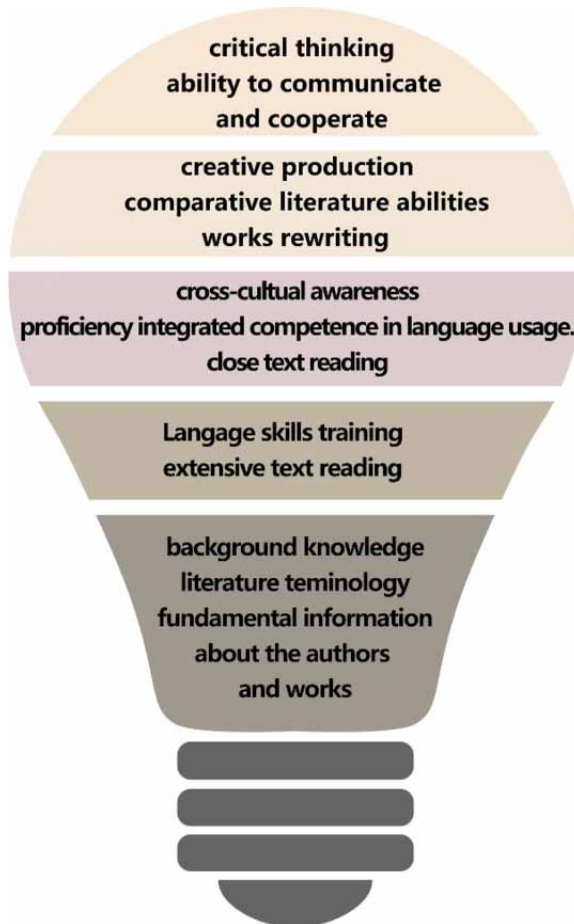 critical thinking
ability to communicate
and cooperate
creative production
comparative literature abilities
works rewriting
cross-cultual awareness
proficiency integrated competence in language usage.
close text reading
Langage skills training
extensive text reading
background knowledge
literature teminology
fundamental information
about the authors
and works